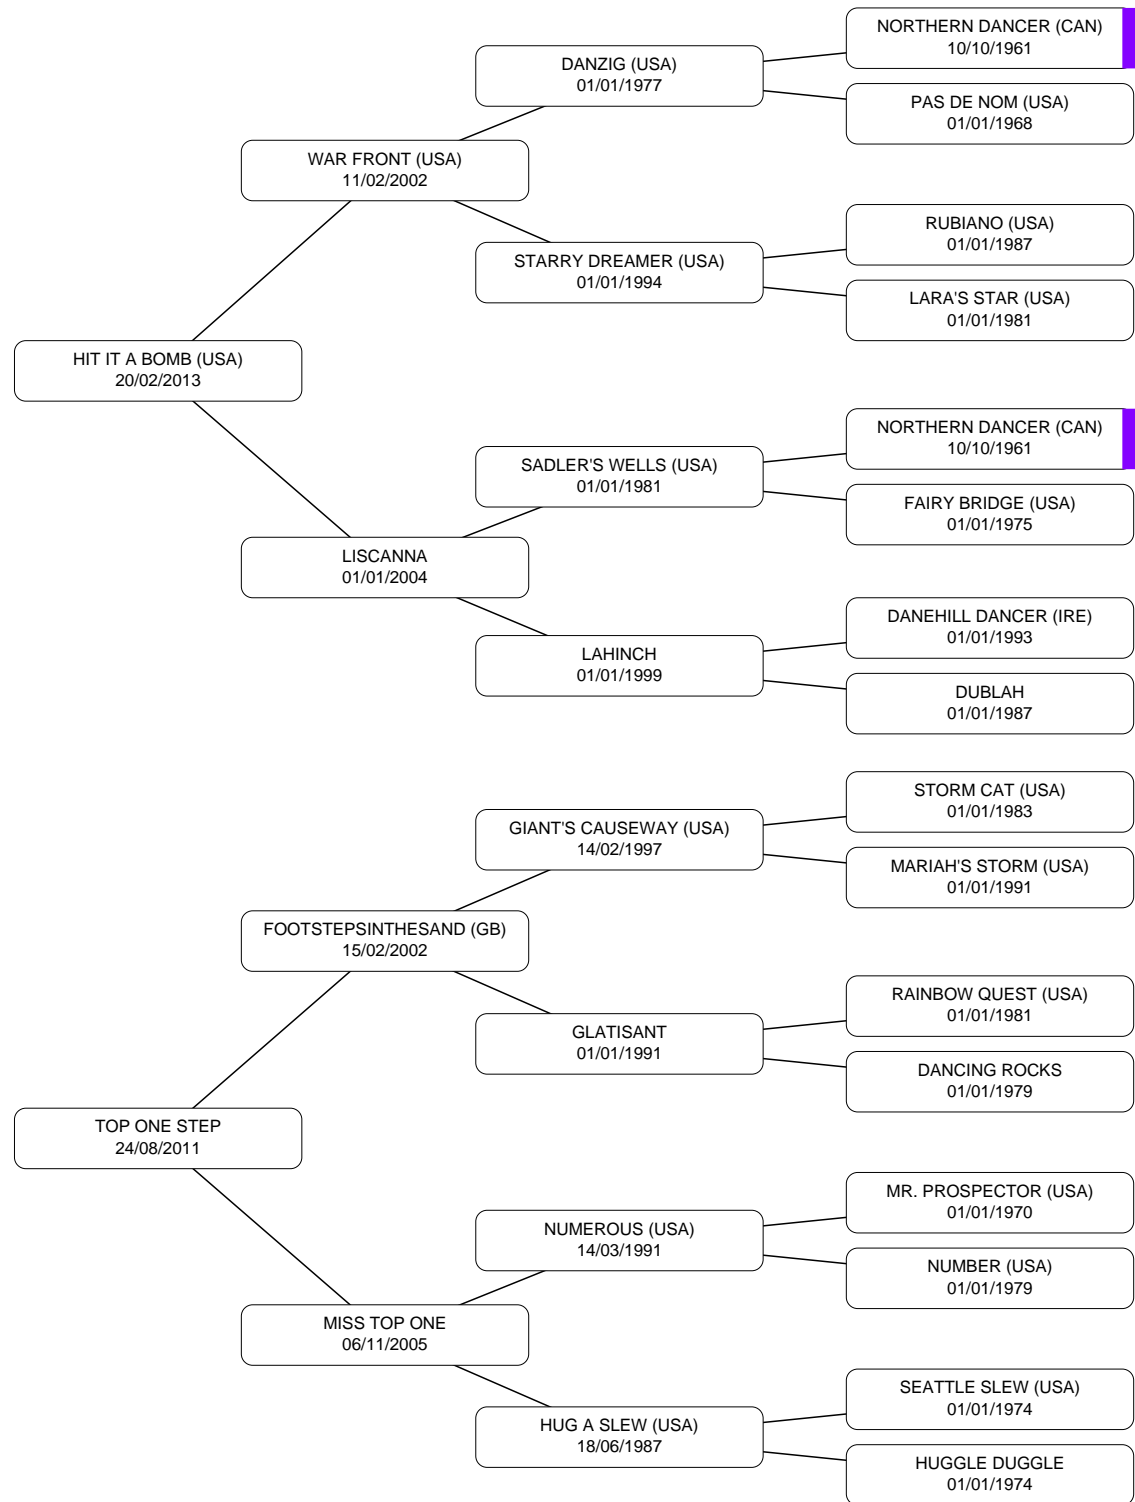 NORTHERN DANCER (CAN)
10/10/1961
DANZIG (USA)
01/01/1977
PAS DE NOM (USA)
01/01/1968
WAR FRONT (USA)
11/02/2002
RUBIANO (USA)
01/01/1987
STARRY DREAMER (USA)
01/01/1994
LARA'S STAR (USA)
01/01/1981
HIT IT A BOMB (USA)
20/02/2013
NORTHERN DANCER (CAN)
10/10/1961
SADLER'S WELLS (USA)
01/01/1981
FAIRY BRIDGE (USA)
01/01/1975
LISCANNA
01/01/2004
DANEHILL DANCER (IRE)
01/01/1993
LAHINCH
01/01/1999
DUBLAH
01/01/1987
STORM CAT (USA)
01/01/1983
GIANT'S CAUSEWAY (USA)
14/02/1997
MARIAH'S STORM (USA)
01/01/1991
FOOTSTEPSINTHESAND (GB)
15/02/2002
RAINBOW QUEST (USA)
01/01/1981
GLATISANT
01/01/1991
DANCING ROCKS
01/01/1979
TOP ONE STEP
24/08/2011
MR. PROSPECTOR (USA)
01/01/1970
NUMEROUS (USA)
14/03/1991
NUMBER (USA)
01/01/1979
MISS TOP ONE
06/11/2005
SEATTLE SLEW (USA)
01/01/1974
HUG A SLEW (USA)
18/06/1987
HUGGLE DUGGLE
01/01/1974